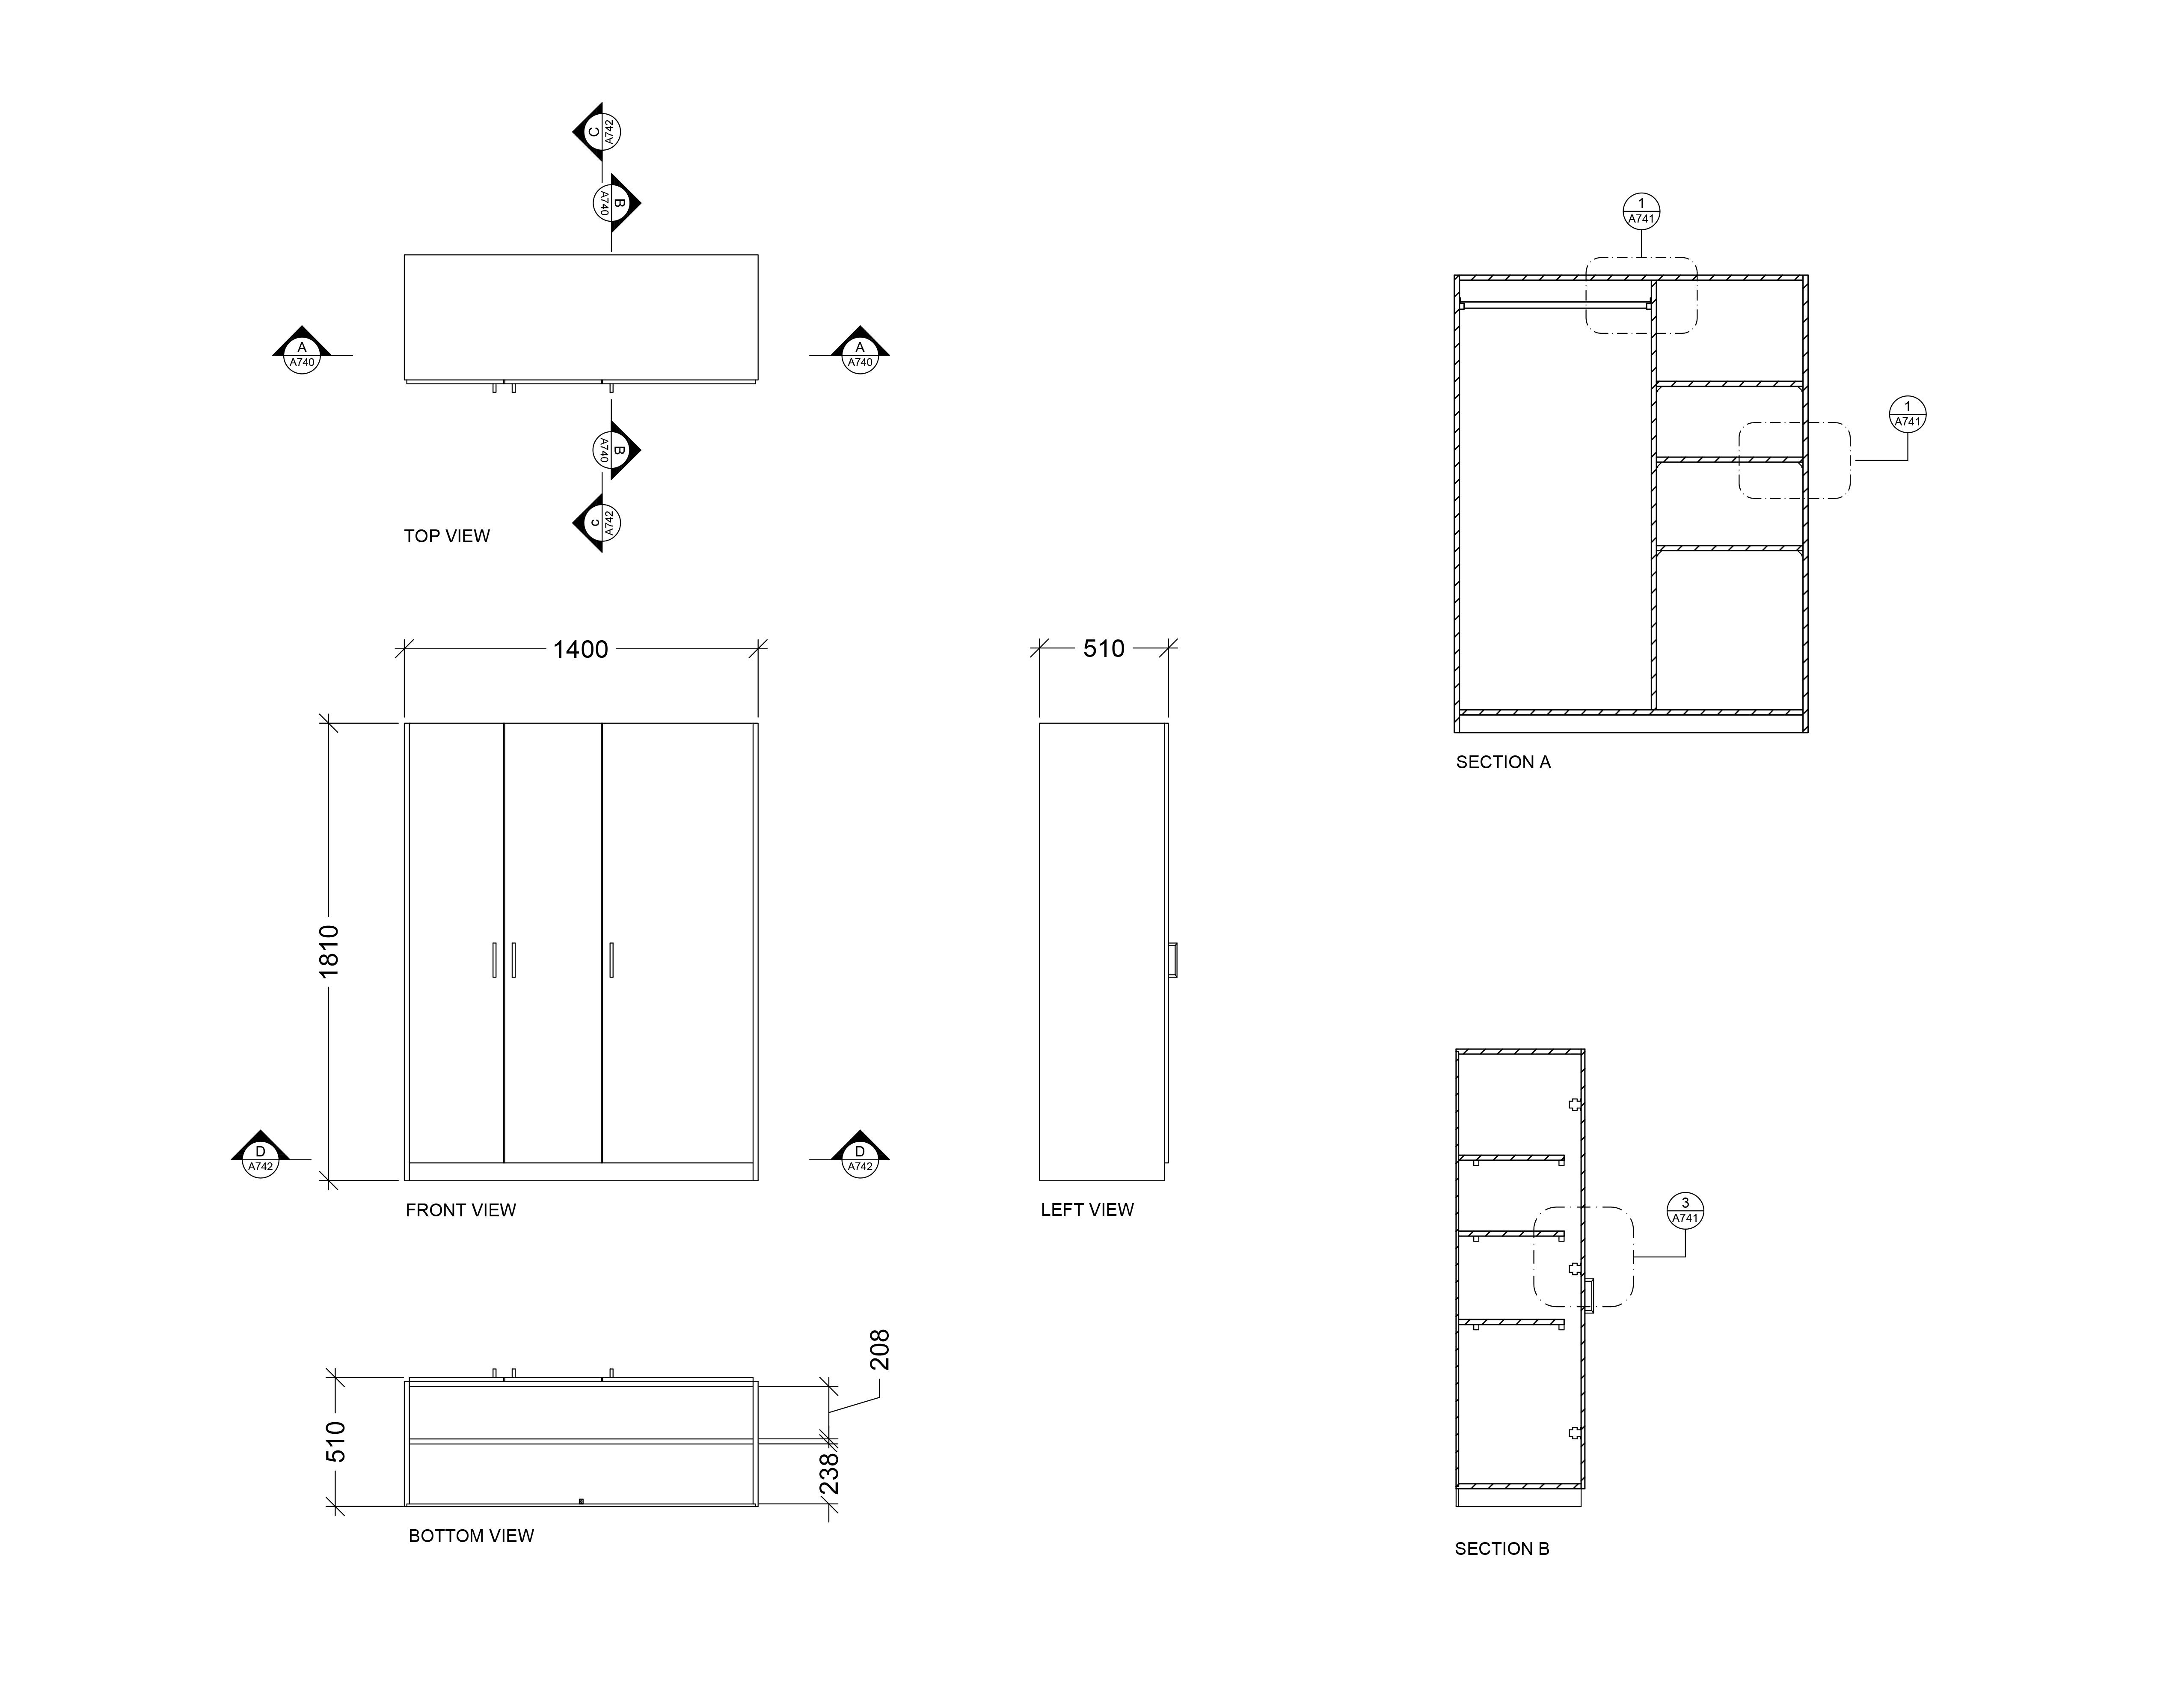 C
A742
B
A740
A
A740
A
A740
B
A740
c
A742
TOP VIEW
1
A741
1
A741
SECTION A
1400
510
1810
D
A742
D
A742
FRONT VIEW
LEFT VIEW
3
A741
208
510
238
BOTTOM VIEW
SECTION B